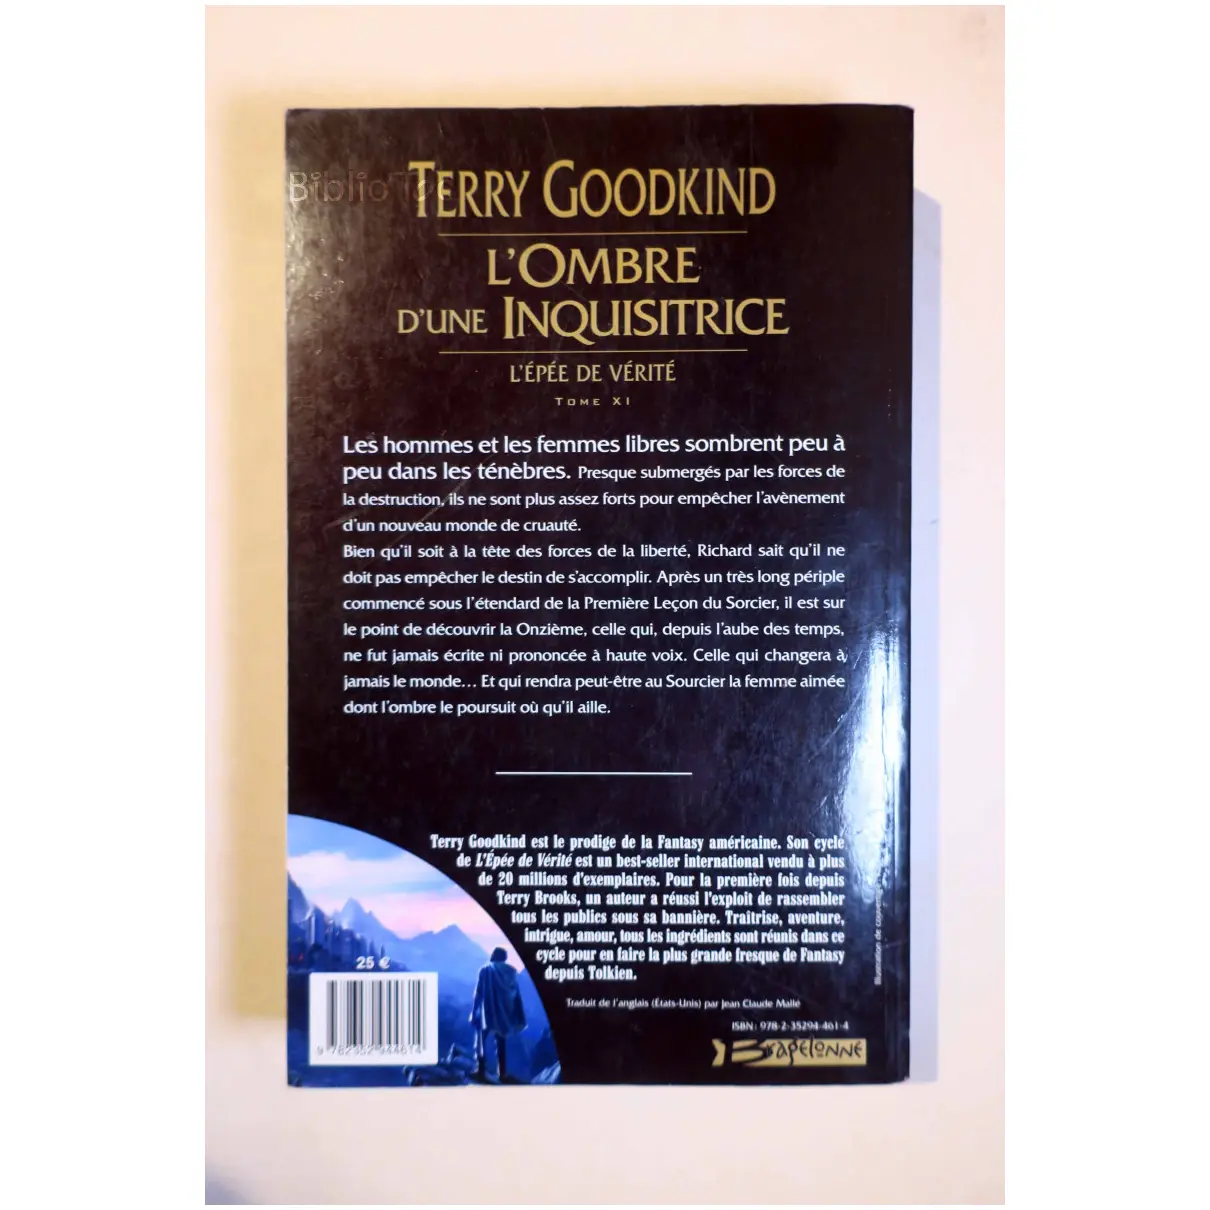 Biblio'Toc
TERRY GOODKIND
L'OMBRE
D'UNE INQUISITRICE
L'ÉPÉE DE VÉRITÉ
TOME XI
Les hommes et les femmes libres sombrent peu à
peu dans les ténèbres. Presque submergés par les forces de
la destruction, ils ne sont plus assez forts pour empêcher l'avènement
d'un nouveau monde de cruauté.
Bien qu'il soit à la tête des forces de la liberté, Richard sait qu'il ne
doit pas empêcher le destin de s'accomplir. Après un très long périple
commencé sous l'étendard de la Première Leçon du Sorcier, il est sur
le point de découvrir la Onzième, celle qui, depuis l'aube des temps,
ne fut jamais écrite ni prononcée à haute voix. Celle qui changera à
jamais le monde... Et qui rendra peut-être au Sourcier la femme aimée
dont l'ombre le poursuit où qu'il aille.
Terry Goodkind est le prodige de la Fantasy américaine. Son cycle
de L'Épée de Vérité est un best-seller international vendu à plus
de 20 millions d'exemplaires. Pour la première fois depuis
Terry Brooks, un auteur a réussi l'exploit de rassembler
tous les publics sous sa bannière. Traîtrise, aventure,
intrigue, amour, tous les ingrédients sont réunis dans ce
cycle pour en faire la plus grande fresque de Fantasy
depuis Tolkien.
Traduit de l'anglais (États-Unis) par Jean Claude Mallé
ISBN : 978-2-35294-461-4
BRAGELONNE
25 €
9 782352 944614
Illustration de couverture